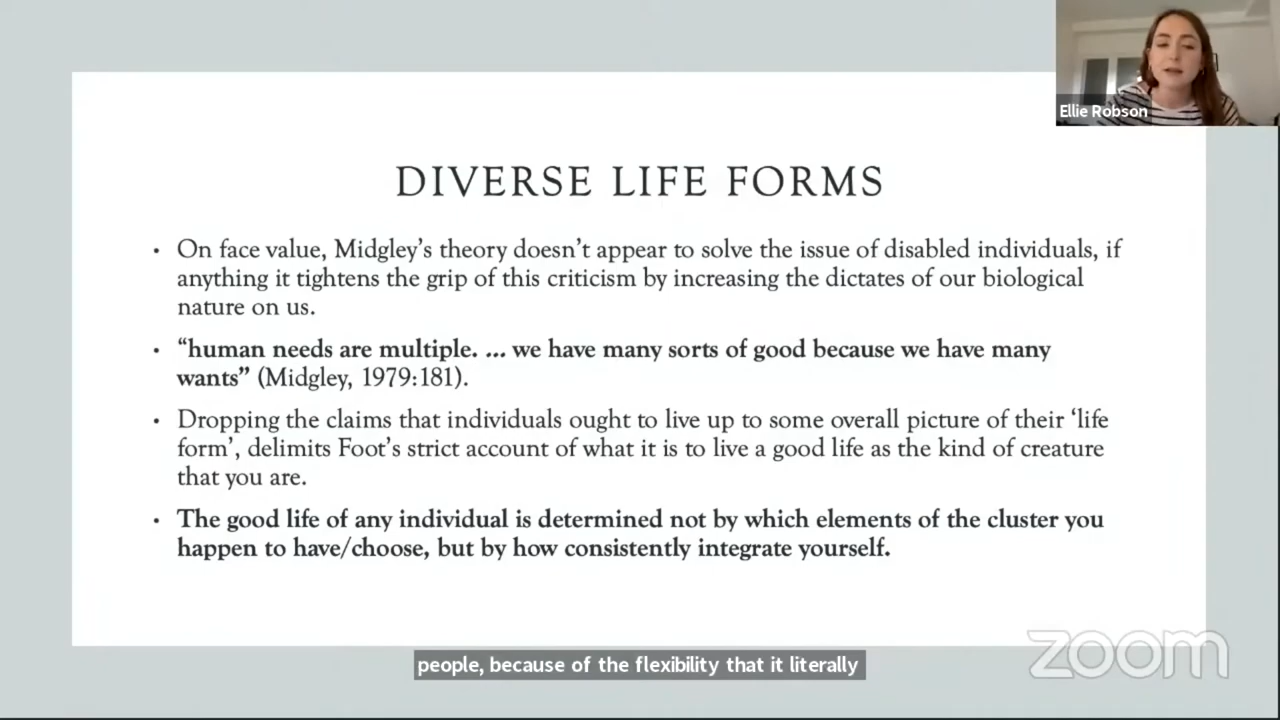 Ellie Robson
DIVERSE LIFE FORMS
• On face value, Midgley’s theory doesn’t appear to solve the issue of disabled individuals, if
anything it tightens the grip of this criticism by increasing the dictates of our biological
nature on us.
• “human needs are multiple. ... we have many sorts of good because we have many
wants” (Midgley, 1979:181).
• Dropping the claims that individuals ought to live up to some overall picture of their ‘life
form’, delimits Foot’s strict account of what it is to live a good life as the kind of creature
that you are.
• The good life of any individual is determined not by which elements of the cluster you
happen to have/choose, but by how consistently integrate yourself.
people, because of the flexibility that it literally
zoom